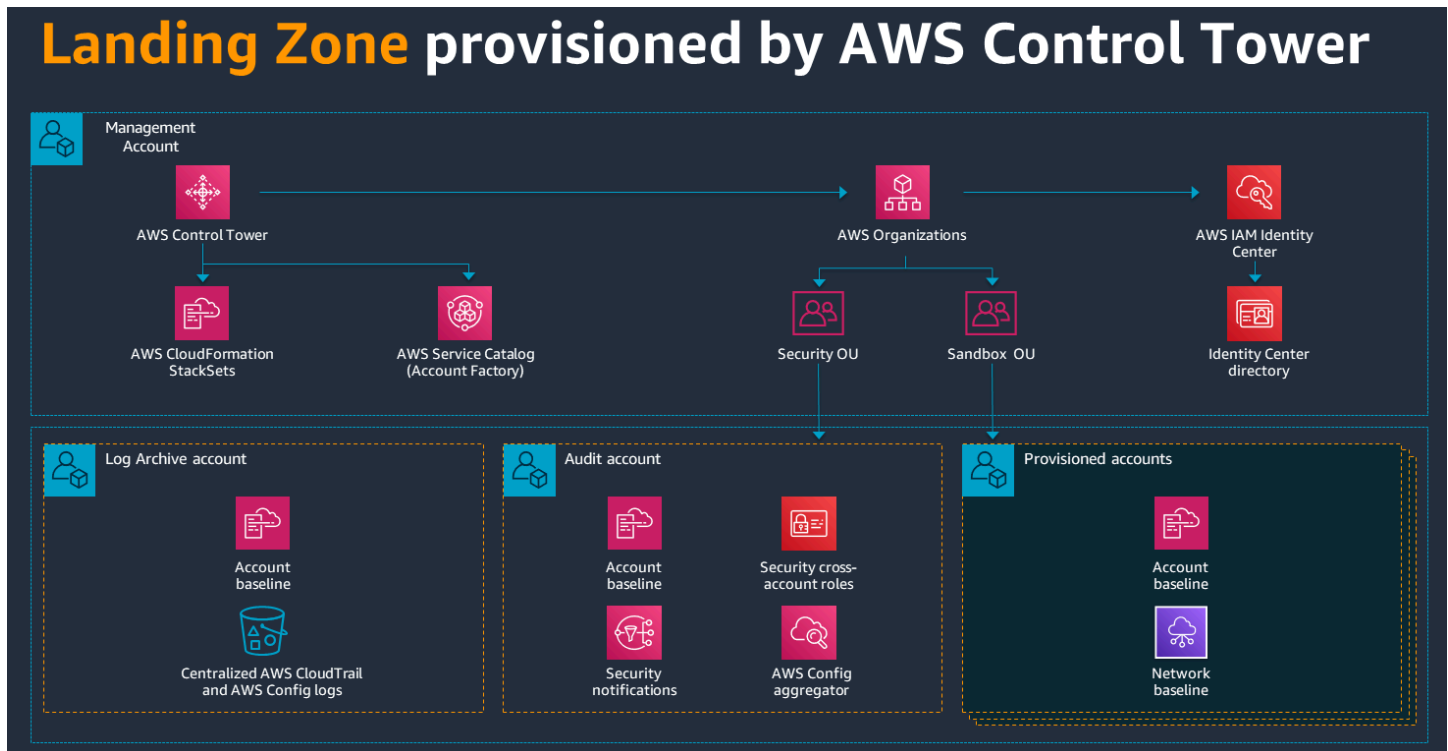 Landing Zone provisioned by AWS Control Tower
Management
Account
AWS Control Tower
AWS Organizations
AWS IAM Identity
Center
AWS CloudFormation
StackSets
AWS Service Catalog
(Account Factory)
Security OU
Sandbox OU
Identity Center
directory
Log Archive account
Account
baseline
Centralized AWS CloudTrail
and AWS Config logs
Audit account
Account
baseline
Security cross-
account roles
Security
notifications
AWS Config
aggregator
Provisioned accounts
Account
baseline
Network
baseline